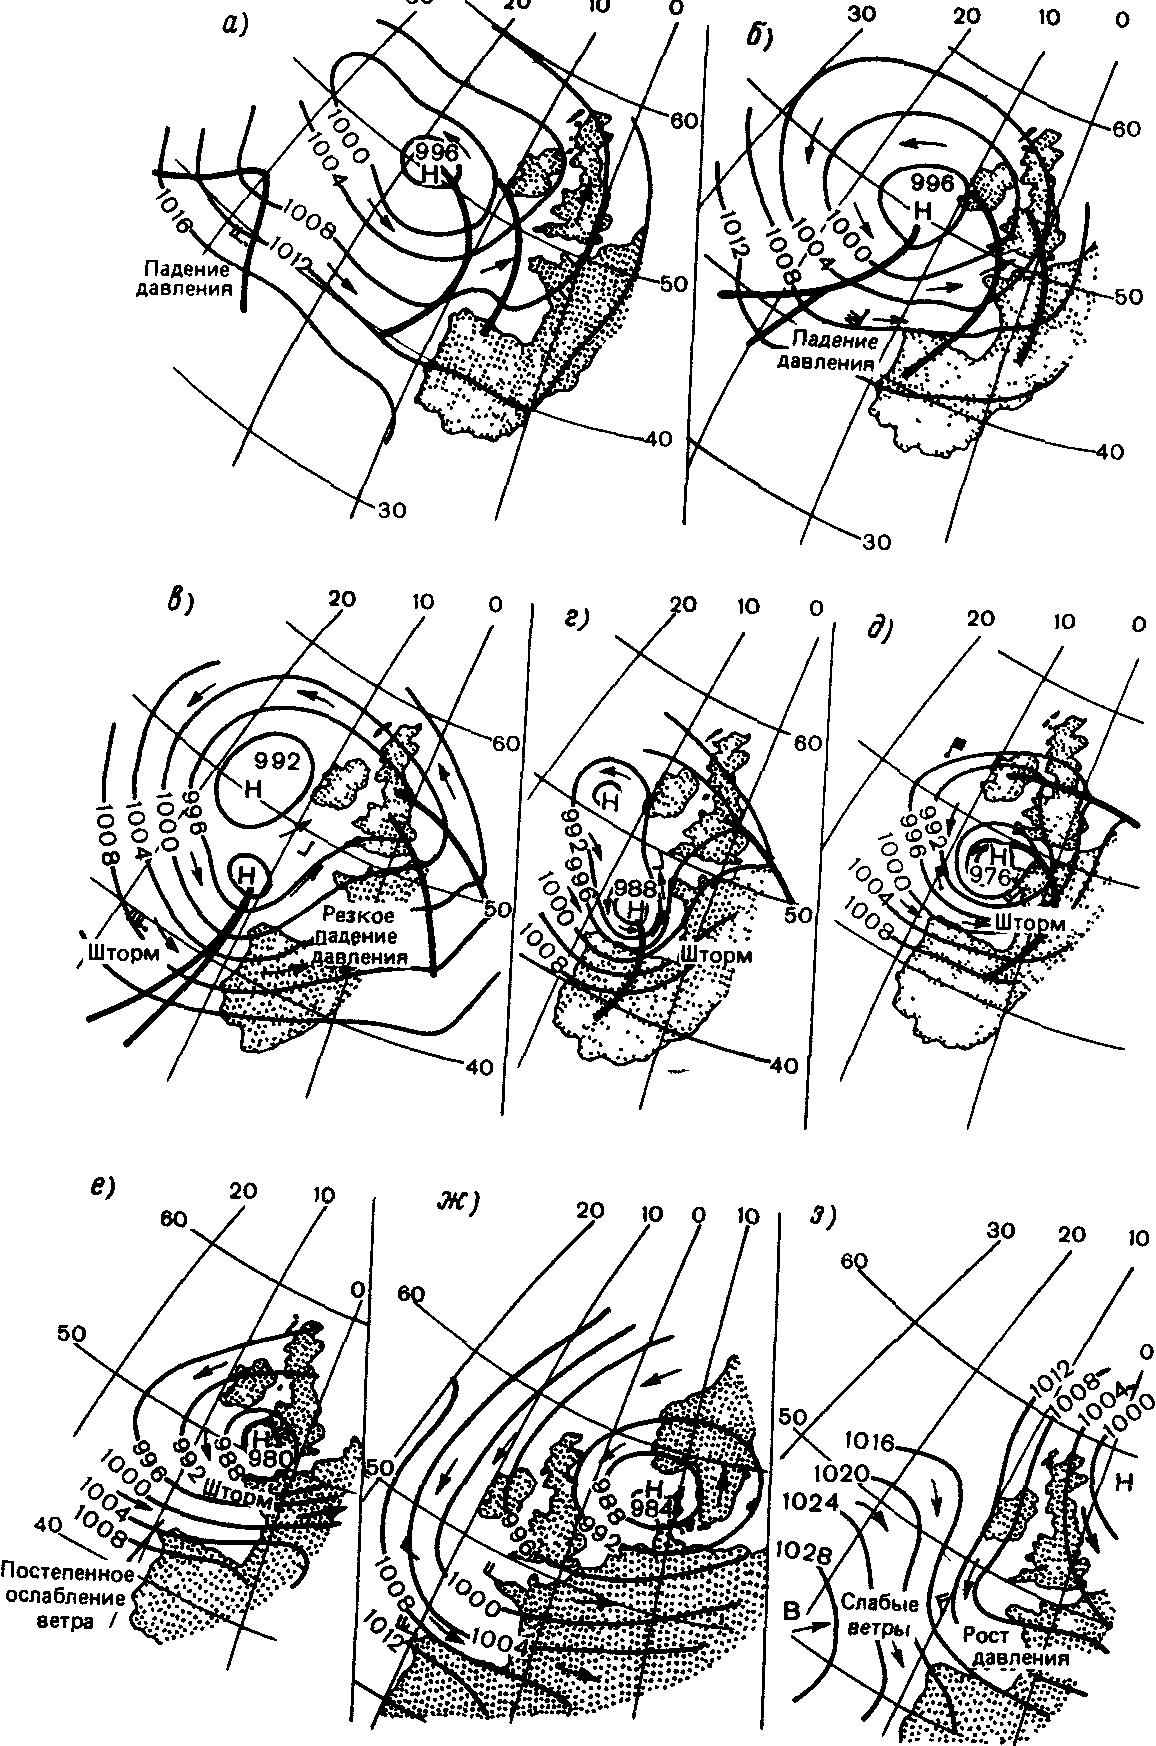 а)
20
10
0
60
50
40
30
1000
1004
1008
1012
1016
996
Н
Падение
давления
б)
30
20
10
0
60
50
40
30
1012
1008
1004
1000
996
Н
Падение
давления
в)
20
10
0
60
50
40
1008
1004
1000
996
992
Н
Н
Шторм
Резкое
падение
давления
г)
20
10
0
60
50
40
992
996
1000
1008
988
Н
Н
Шторм
д)
20
10
0
992
996
1000
1004
1008
Н
976
Шторм
е)
20
10
0
60
50
40
996
992
988
1000
1004
1008
Н
980
Шторм
Постепенное
ослабление
ветра
ж)
20
10
0
10
60
50
988
992
996
1000
1004
1008
1012
Н
984
з)
30
20
10
0
60
50
1012
1008
1004
1000
1016
1020
1024
1028
Н
В
Слабые
ветры
Рост
давления